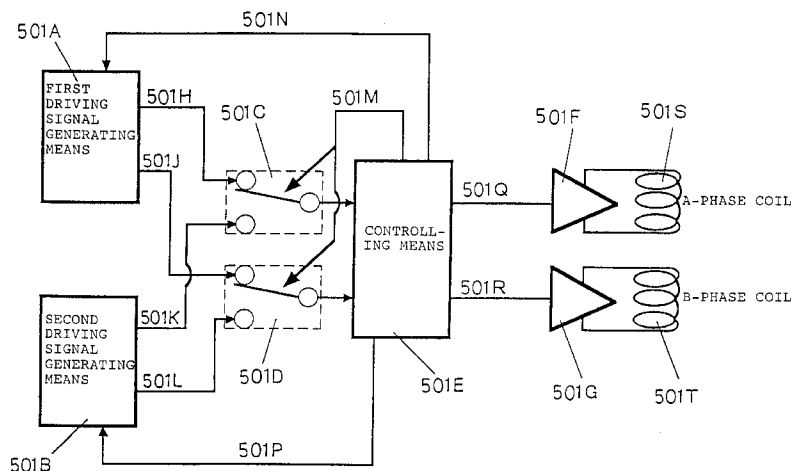 501N
501A
FIRST
DRIVING
SIGNAL
GENERATING
MEANS
501H
501J
501C
501M
501F
501S
501Q
A-PHASE COIL
CONTROLL-
ING MEANS
501R
B-PHASE COIL
SECOND
DRIVING
SIGNAL
GENERATING
MEANS
501K
501L
501D
501E
501G
501T
501B
501P